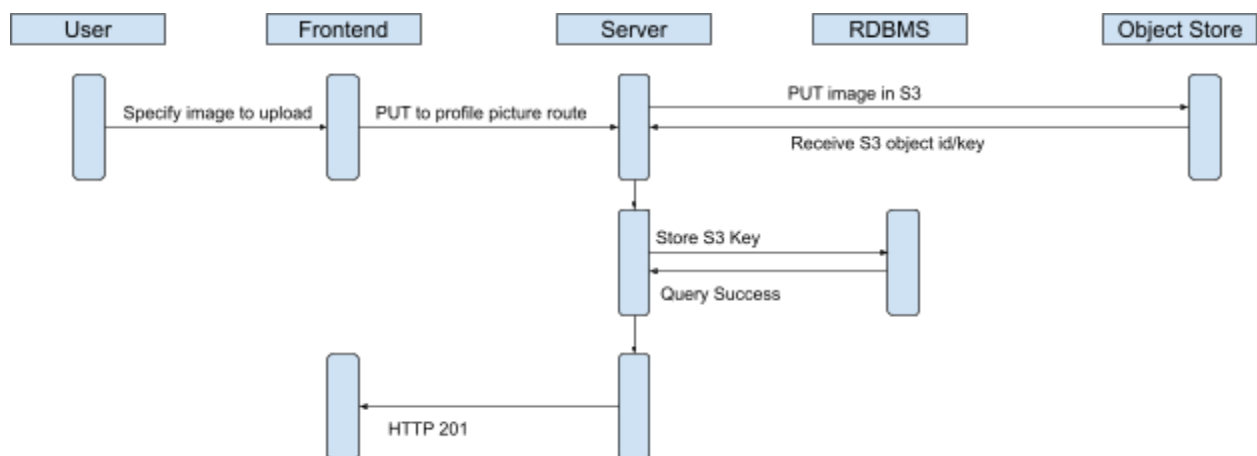 User
Frontend
Server
RDBMS
Object Store
PUT image in S3
Specify image to upload
PUT to profile picture route
Receive S3 object id/key
Store S3 Key
Query Success
HTTP 201